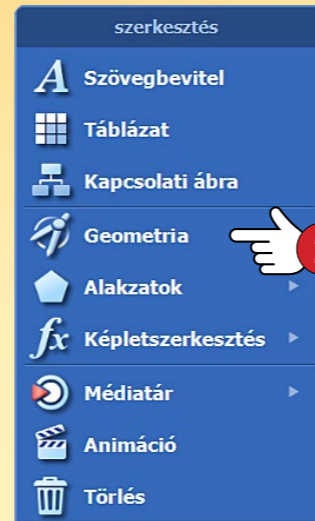 szerkesztés
Szövegbevitel
Táblázat
Kapcsolati ábra
Geometria
Alakzatok
Képletszerkesztés
Médiatár
Animáció
Törlés